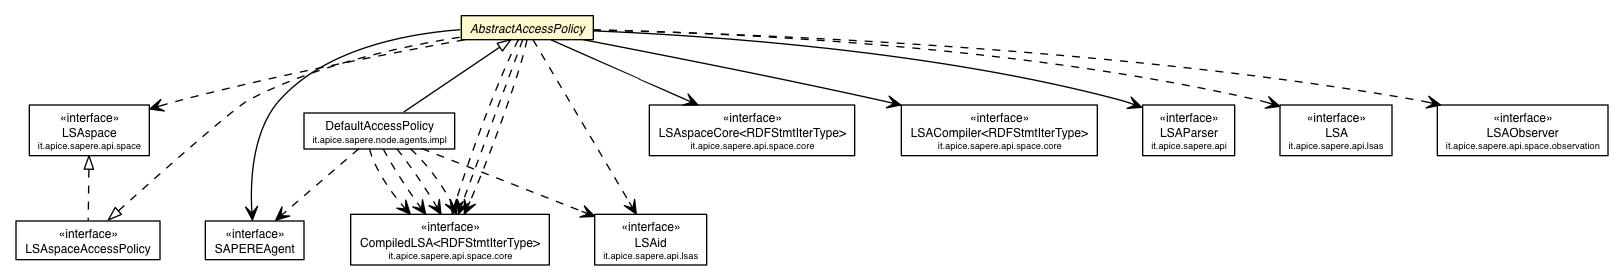 AbstractAccessPolicy
«interface»
LSAspace
it.apice.sapere.api.space
DefaultAccessPolicy
it.apice.sapere.node.agents.impl
«interface»
LSAspaceCore<RDFStmtIterType>
it.apice.sapere.api.space.core
«interface»
LSACompiler<RDFStmtIterType>
it.apice.sapere.api.space.core
«interface»
LSAParser
it.apice.sapere.api
«interface»
LSA
it.apice.sapere.api.lsas
«interface»
LSAObserver
it.apice.sapere.api.space.observation
«interface»
LSAspaceAccessPolicy
«interface»
SAPEREAgent
«interface»
CompiledLSA<RDFStmtIterType>
it.apice.sapere.api.space.core
«interface»
LSAid
it.apice.sapere.api.lsas